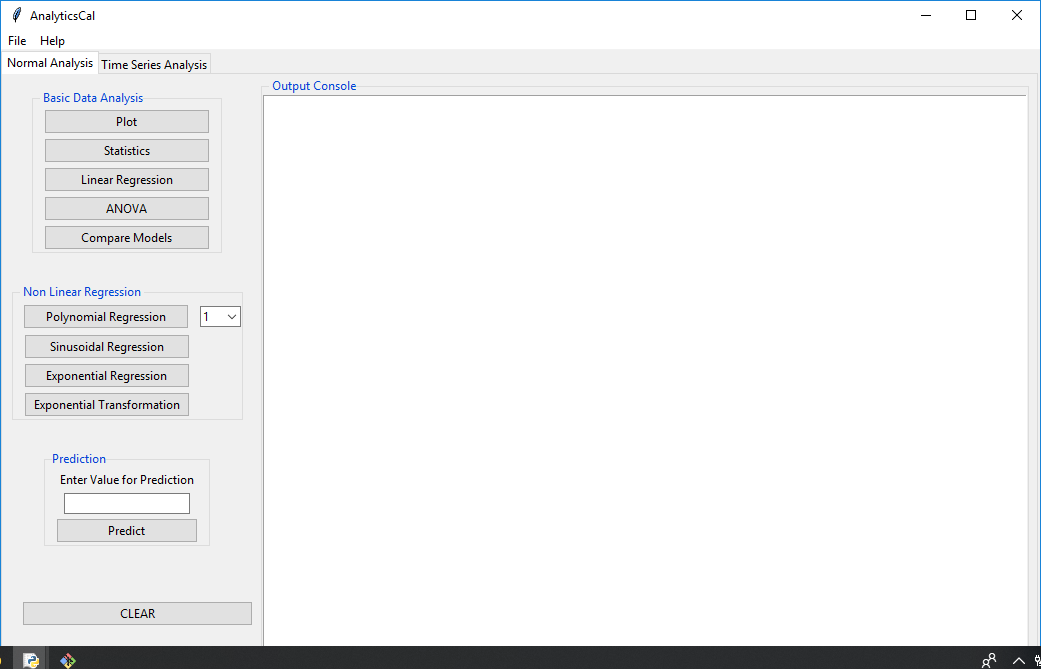 AnalyticsCal
File Help
Normal Analysis Time Series Analysis
Basic Data Analysis
Plot
Statistics
Linear Regression
ANOVA
Compare Models
Non Linear Regression
Polynomial Regression 1
Sinusoidal Regression
Exponential Regression
Exponential Transformation
Prediction
Enter Value for Prediction
Predict
CLEAR
Output Console